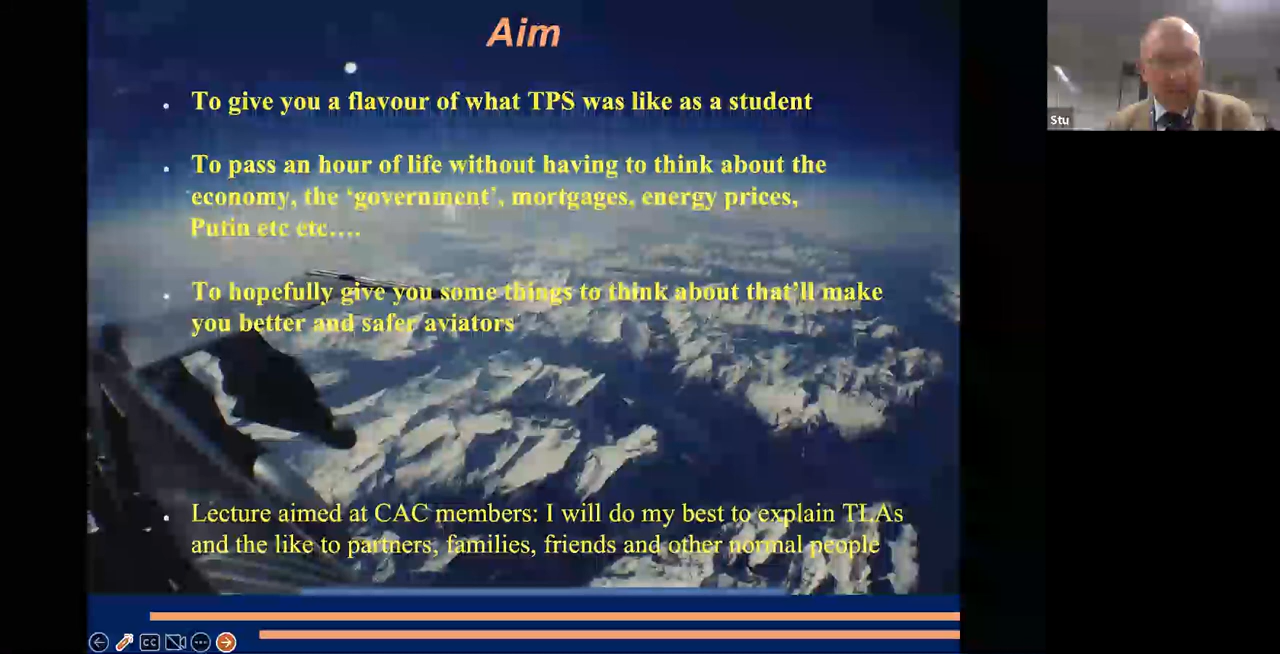 Aim
To give you a flavour of what TPS was like as a student
To pass an hour of life without having to think about the
economy, the ‘government’, mortgages, energy prices,
Putin etc etc….
To hopefully give you some things to think about that’ll make
you better and safer aviators
Lecture aimed at CAC members: I will do my best to explain TLAs
and the like to partners, families, friends and other normal people
Stu
CC